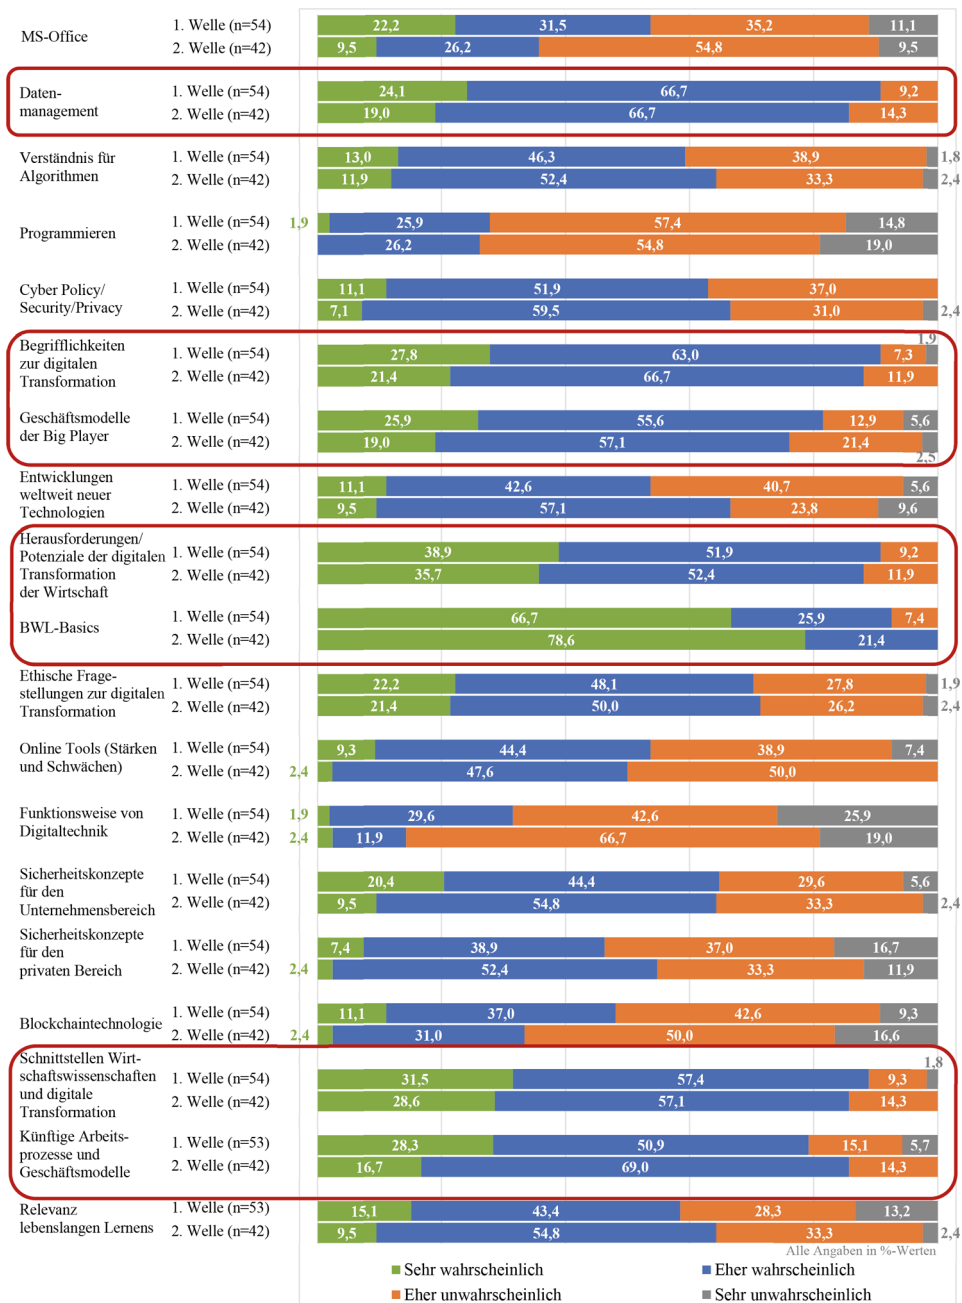 MS-Office
1. Welle (n=54) 22,2 31,5 35,2 11,1
2. Welle (n=42) 9,5 26,2 54,8 9,5
Daten-
management
1. Welle (n=54) 24,1 66,7 9,2
2. Welle (n=42) 19,0 66,7 14,3
Verständnis für
Algorithmen
1. Welle (n=54) 13,0 46,3 38,9 1,8
2. Welle (n=42) 11,9 52,4 33,3 2,4
Programmieren
1. Welle (n=54) 1,9 25,9 57,4 14,8
2. Welle (n=42) 26,2 54,8 19,0
Cyber Policy/
Security/Privacy
1. Welle (n=54) 11,1 51,9 37,0
2. Welle (n=42) 7,1 59,5 31,0 2,4
Begrifflichkeiten
zur digitalen
Transformation
1. Welle (n=54) 27,8 63,0 7,3 1,9
2. Welle (n=42) 21,4 66,7 11,9
Geschäftsmodelle
der Big Player
1. Welle (n=54) 25,9 55,6 12,9 5,6
2. Welle (n=42) 19,0 57,1 21,4 2,5
Entwicklungen
weltweit neuer
Technologien
1. Welle (n=54) 11,1 42,6 40,7 5,6
2. Welle (n=42) 9,5 57,1 23,8 9,6
Herausforderungen/
Potenziale der digitalen
Transformation
der Wirtschaft
1. Welle (n=54) 38,9 51,9 9,2
2. Welle (n=42) 35,7 52,4 11,9
BWL-Basics
1. Welle (n=54) 66,7 25,9 7,4
2. Welle (n=42) 78,6 21,4
Ethische Frage-
stellungen zur digitalen
Transformation
1. Welle (n=54) 22,2 48,1 27,8 1,9
2. Welle (n=42) 21,4 50,0 26,2 2,4
Online Tools (Stärken
und Schwächen)
1. Welle (n=54) 9,3 44,4 38,9 7,4
2. Welle (n=42) 2,4 47,6 50,0
Funktionsweise von
Digitaltechnik
1. Welle (n=54) 1,9 29,6 42,6 25,9
2. Welle (n=42) 2,4 11,9 66,7 19,0
Sicherheitskonzepte
für den
Unternehmensbereich
1. Welle (n=54) 20,4 44,4 29,6 5,6
2. Welle (n=42) 9,5 54,8 33,3 2,4
Sicherheitskonzepte
für den
privaten Bereich
1. Welle (n=54) 7,4 38,9 37,0 16,7
2. Welle (n=42) 2,4 52,4 33,3 11,9
Blockchaintechnologie
1. Welle (n=54) 11,1 37,0 42,6 9,3
2. Welle (n=42) 2,4 31,0 50,0 16,6
Schnittstellen Wirt-
schaftswissenschaften
und digitale
Transformation
1. Welle (n=54) 31,5 57,4 9,3 1,8
2. Welle (n=42) 28,6 57,1 14,3
Künftige Arbeits-
prozesse und
Geschäftsmodelle
1. Welle (n=53) 28,3 50,9 15,1 5,7
2. Welle (n=42) 16,7 69,0 14,3
Relevanz
lebenslangen Lernens
1. Welle (n=53) 15,1 43,4 28,3 13,2
2. Welle (n=42) 9,5 54,8 33,3 2,4
Alle Angaben in %-Werten
Sehr wahrscheinlich Eher wahrscheinlich
Eher unwahrscheinlich Sehr unwahrscheinlich